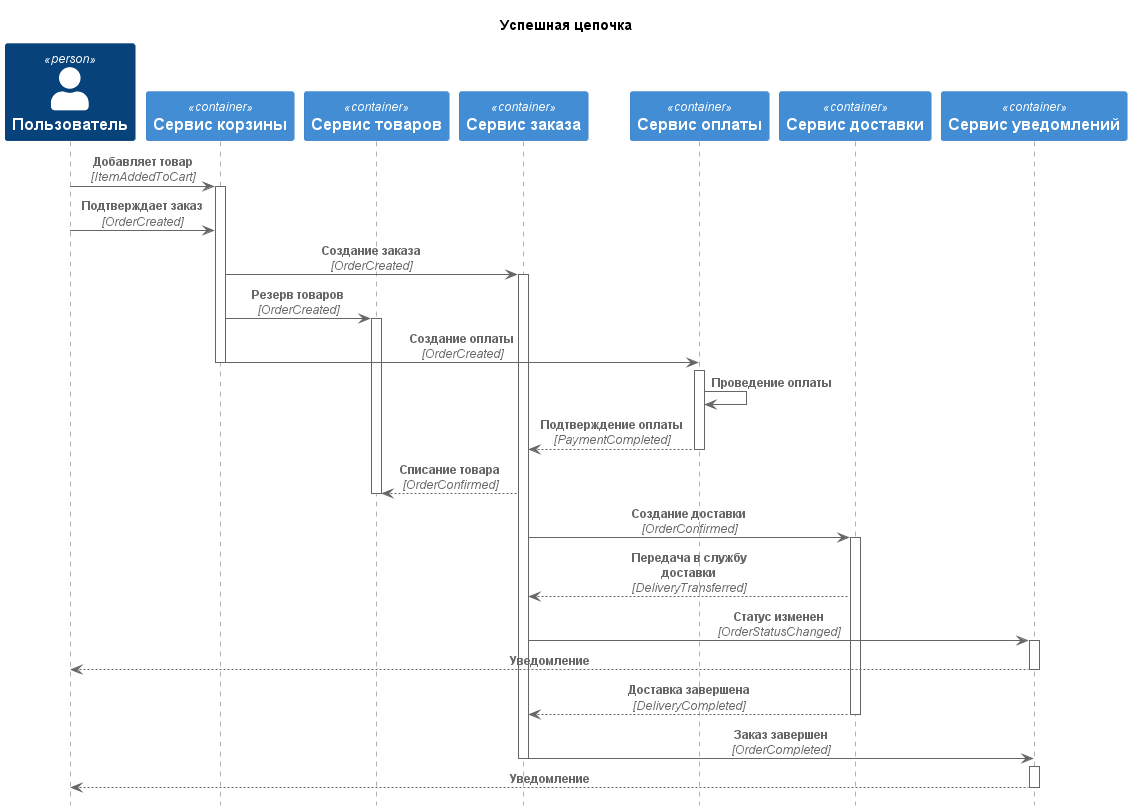 Успешная цепочка
«person»
Пользователь
«container»
Сервис корзины
«container»
Сервис товаров
«container»
Сервис заказа
«container»
Сервис оплаты
«container»
Сервис доставки
«container»
Сервис уведомлений
Добавляет товар
[ItemAddedToCart]
Подтверждает заказ
[OrderCreated]
Создание заказа
[OrderCreated]
Резерв товаров
[OrderCreated]
Создание оплаты
[OrderCreated]
Проведение оплаты
Подтверждение оплаты
[PaymentCompleted]
Списание товара
[OrderConfirmed]
Создание доставки
[OrderConfirmed]
Передача в службу
доставки
[DeliveryTransferred]
Статус изменен
[OrderStatusChanged]
Уведомление
Доставка завершена
[DeliveryCompleted]
Заказ завершен
[OrderCompleted]
Уведомление